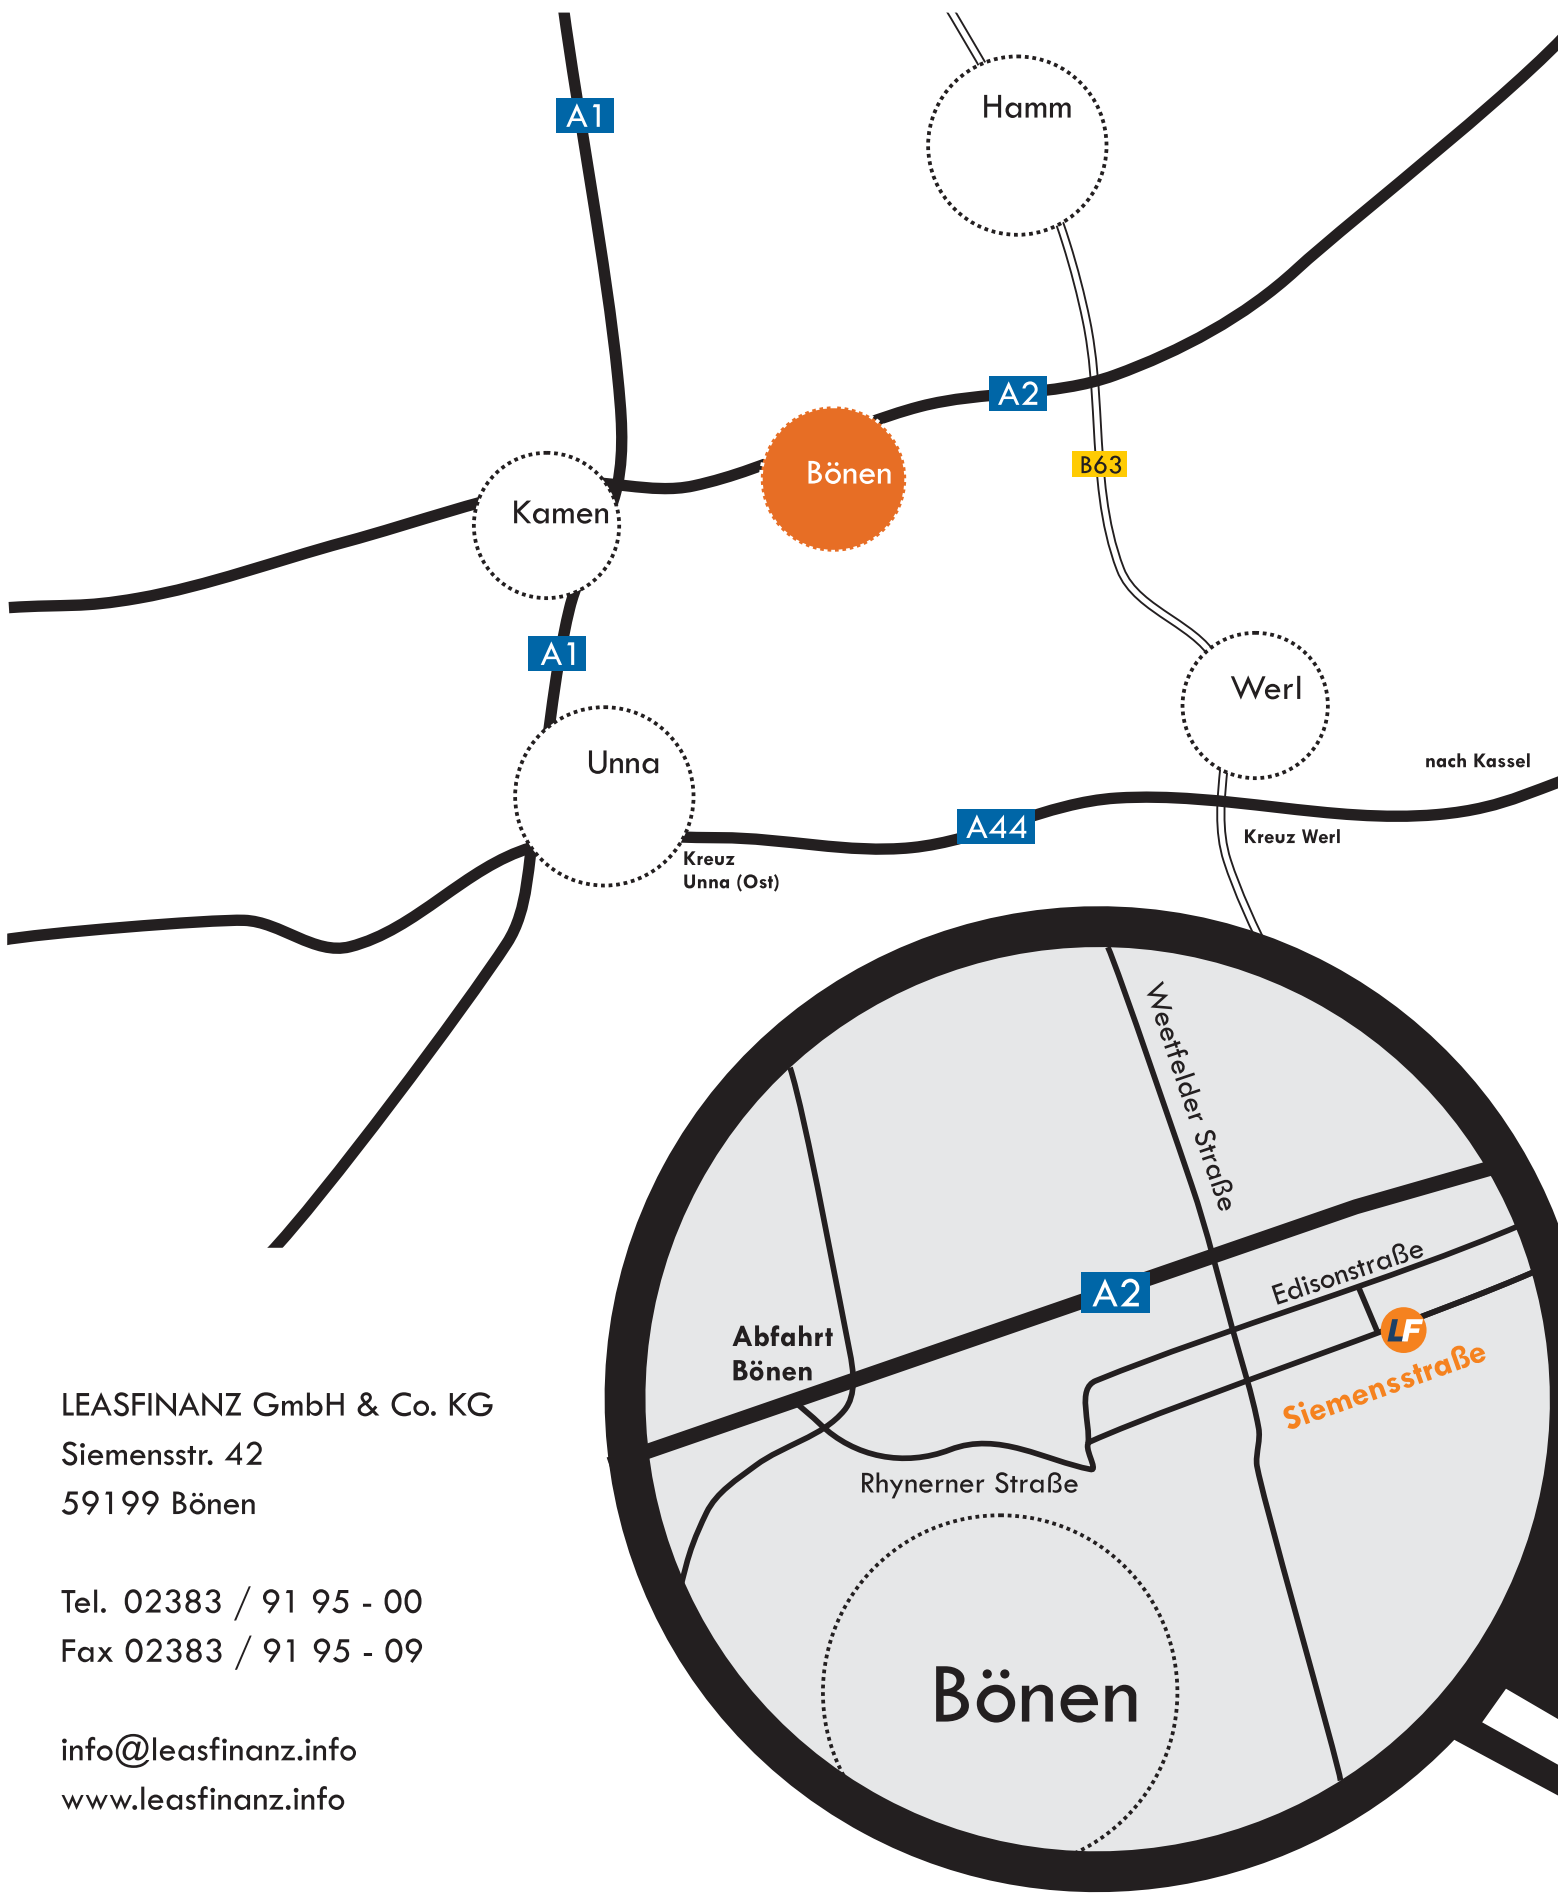 Hamm
A1
A2
B63
Bönen
Kamen
A1
Werl
Unna
nach Kassel
A44
Kreuz Werl
Kreuz
Unna (Ost)
Weetfelder Straße
Edisonstraße
A2
LF
Abfahrt
Bönen
Siemensstraße
Rhynerner Straße
Bönen
LEASFINANZ GmbH & Co. KG
Siemensstr. 42
59199 Bönen
Tel. 02383 / 91 95 - 00
Fax 02383 / 91 95 - 09
info@leasfinanz.info
www.leasfinanz.info